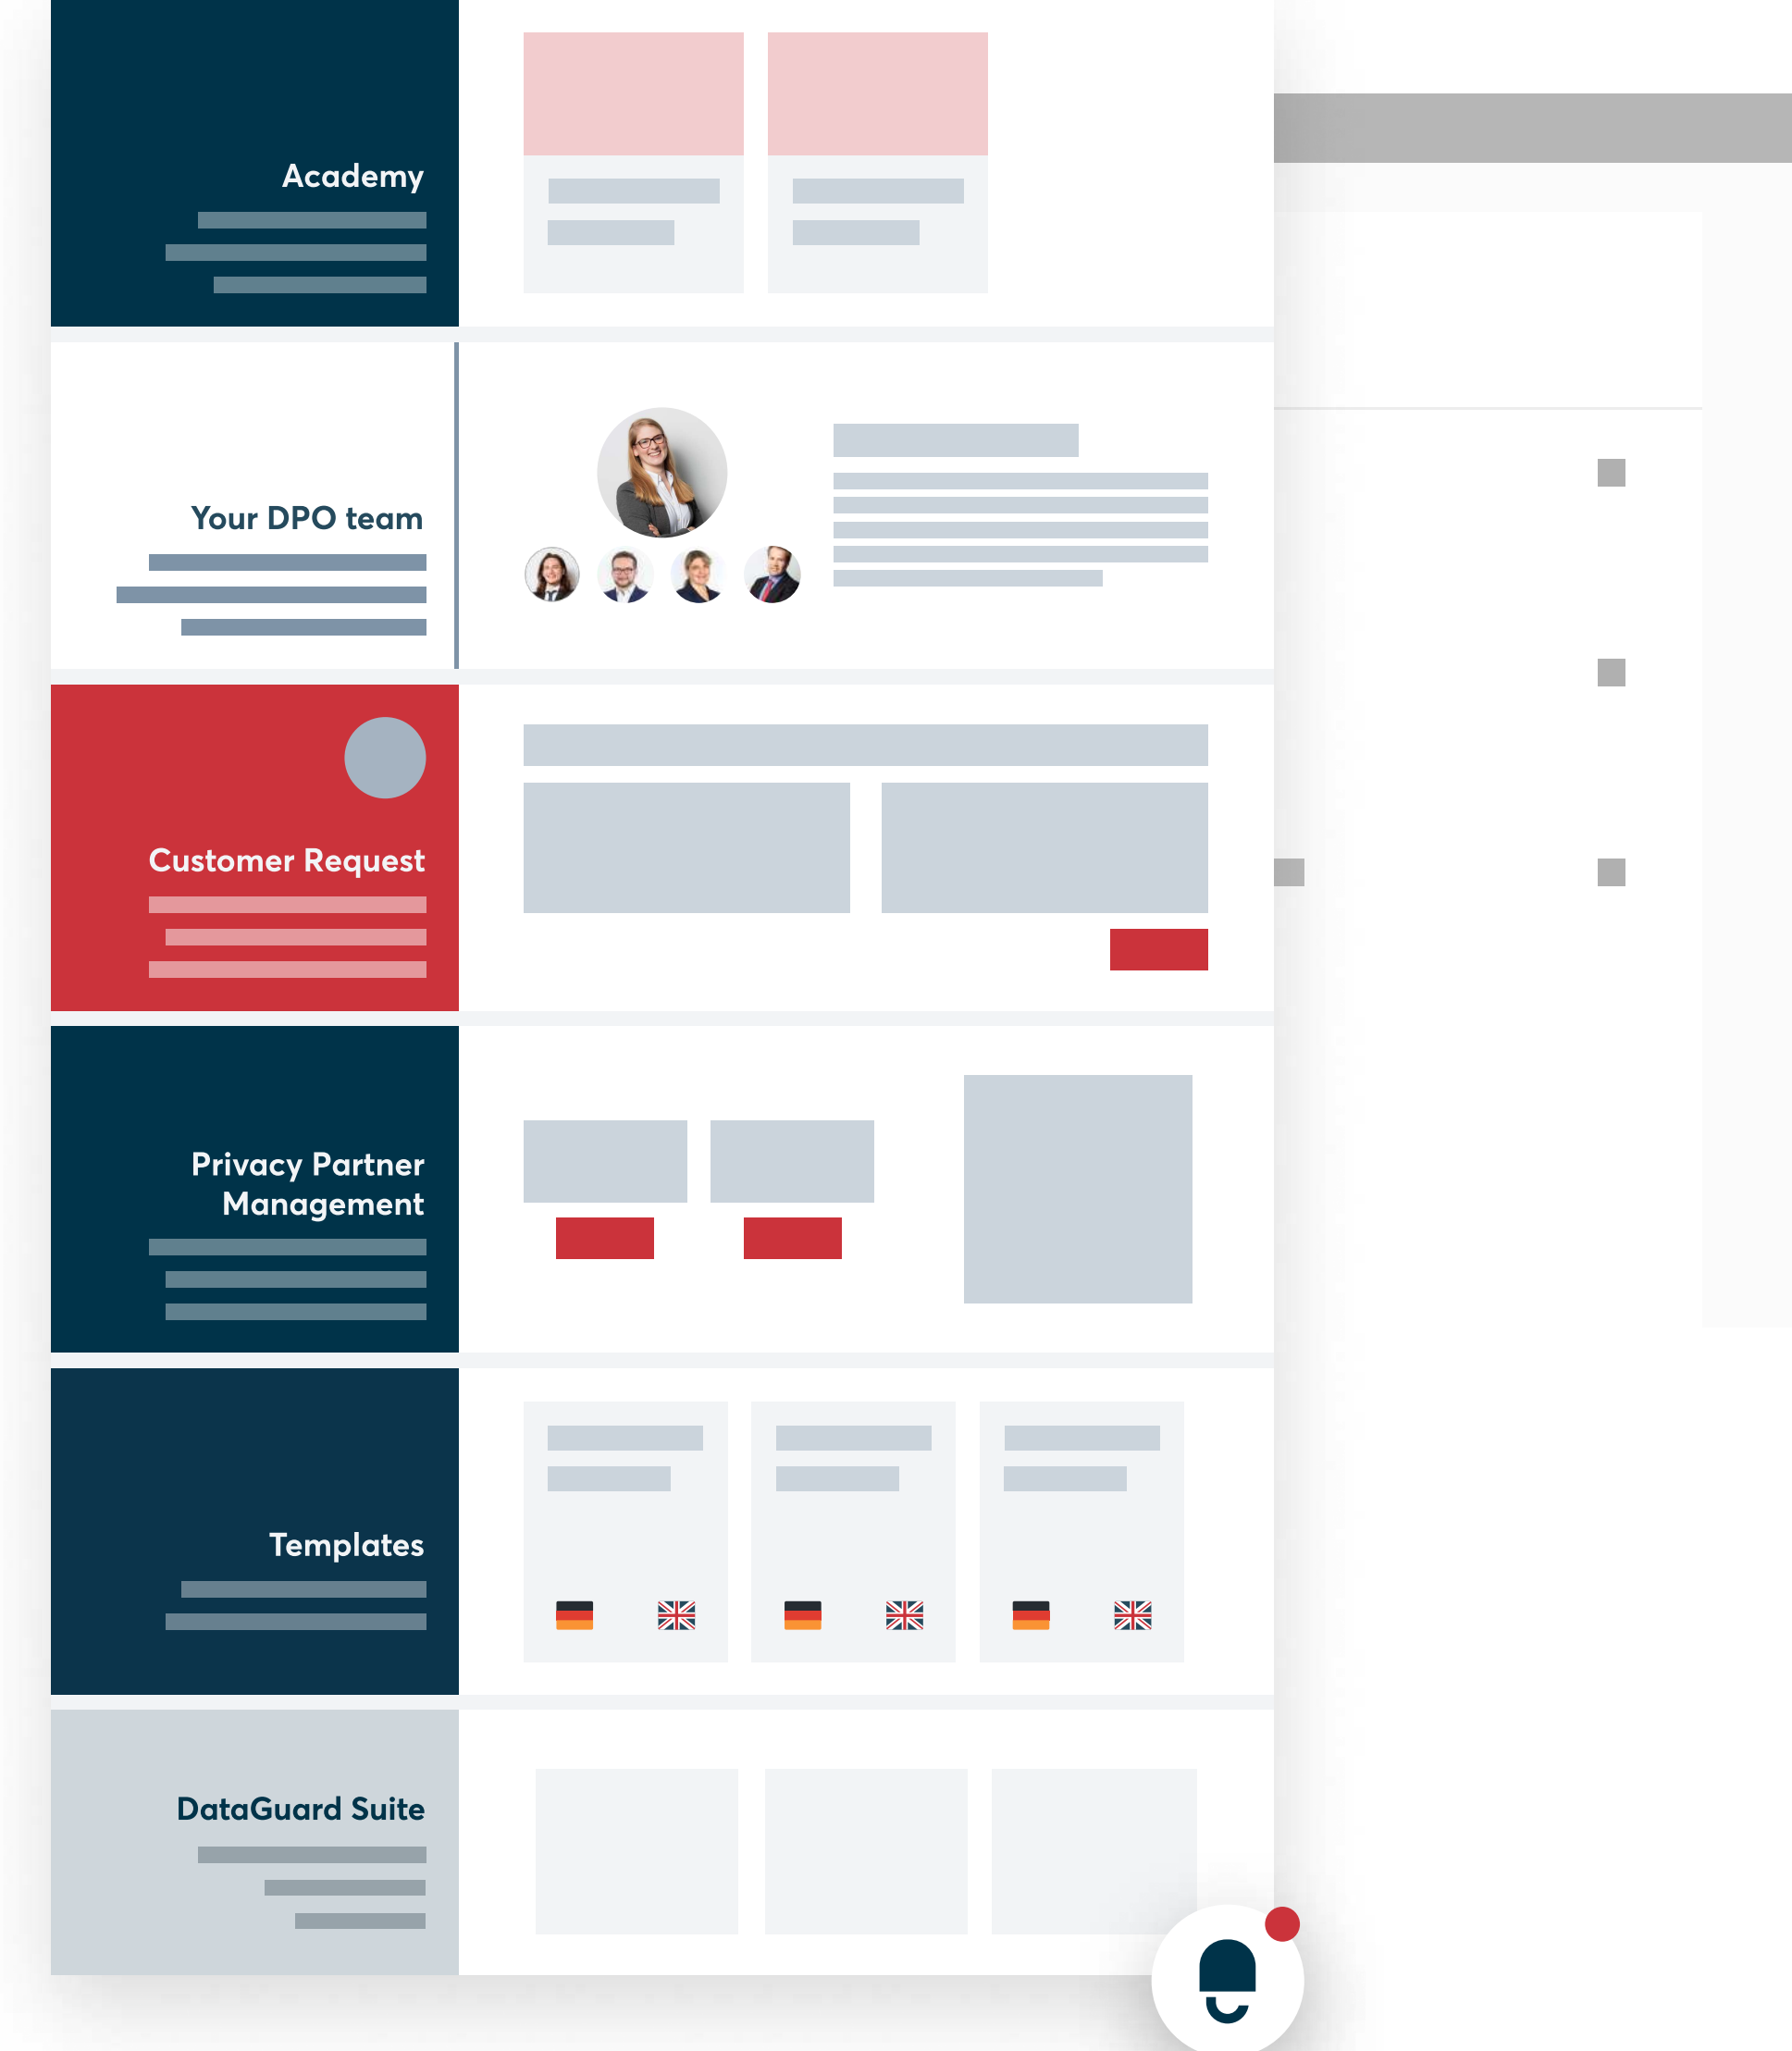 Academy
Your DPO team
Customer Request
Privacy Partner
Management
Templates
DataGuard Suite